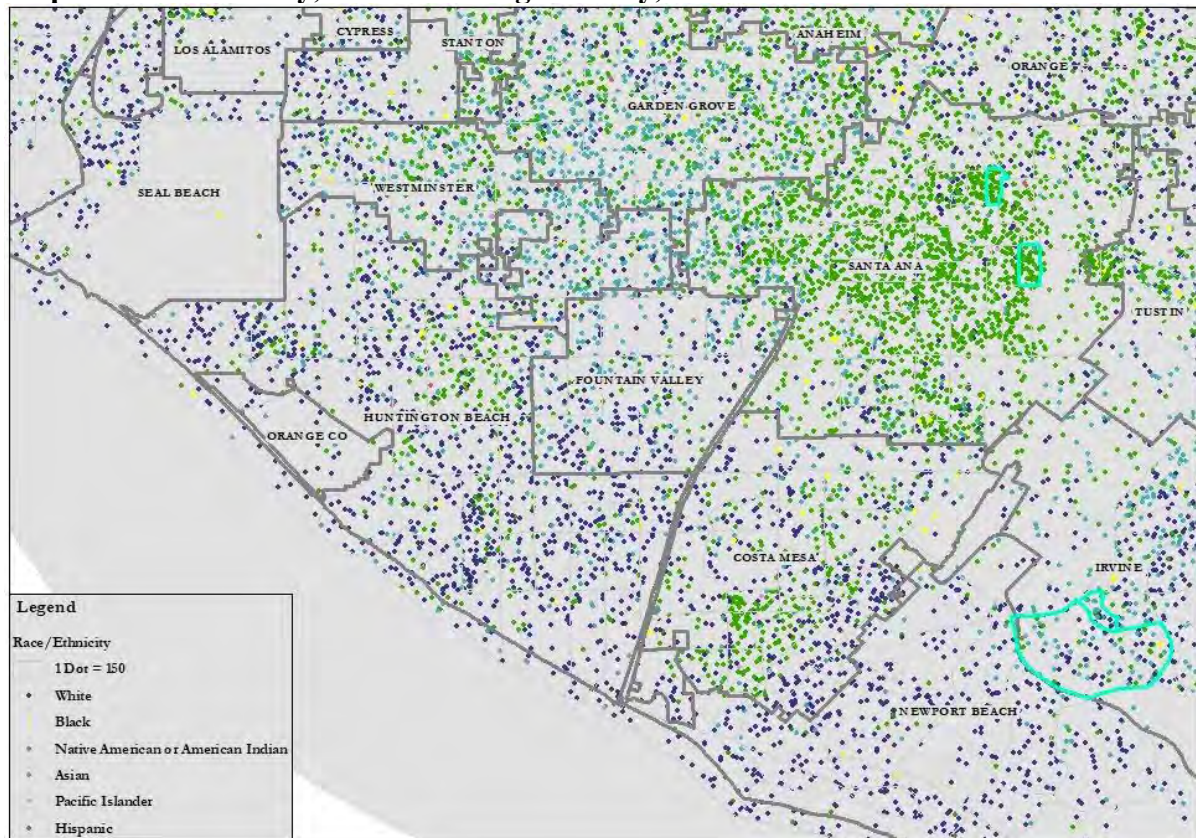 LOS ALAMITOS
CYPRESS
STANTON
ANAHEIM
ORANGE
GARDEN GROVE
SEAL BEACH
WESTMINSTER
SANTA ANA
TUSTIN
FOUNTAIN VALLEY
HUNTINGTON BEACH
ORANGE CO
COSTA MESA
IRVINE
NEWPORT BEACH
Legend
Race/Ethnicity
1 Dot = 150
White
Black
Native American or American Indian
Asian
Pacific Islander
Hispanic